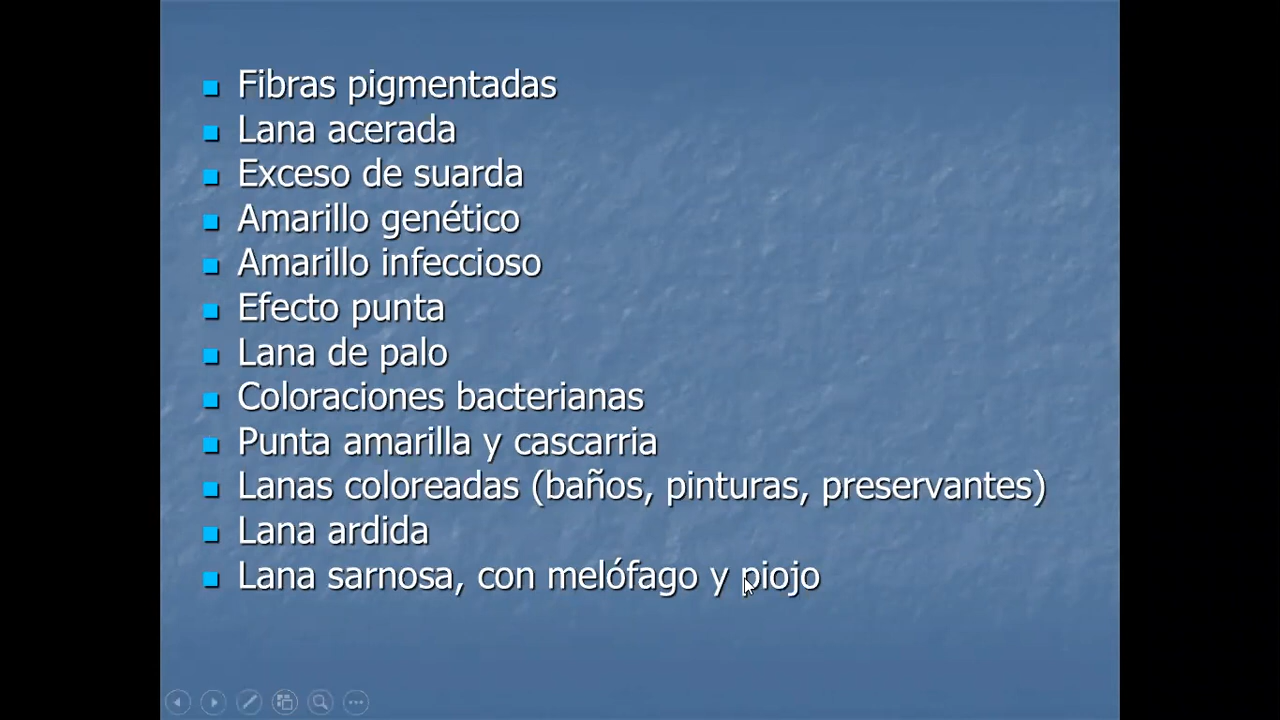 Fibras pigmentadas
Lana acerada
Exceso de suarda
Amarillo genético
Amarillo infeccioso
Efecto punta
Lana de palo
Coloraciones bacterianas
Punta amarilla y cascarria
Lanas coloreadas (baños, pinturas, preservantes)
Lana ardida
Lana sarnosa, con melófago y piojo